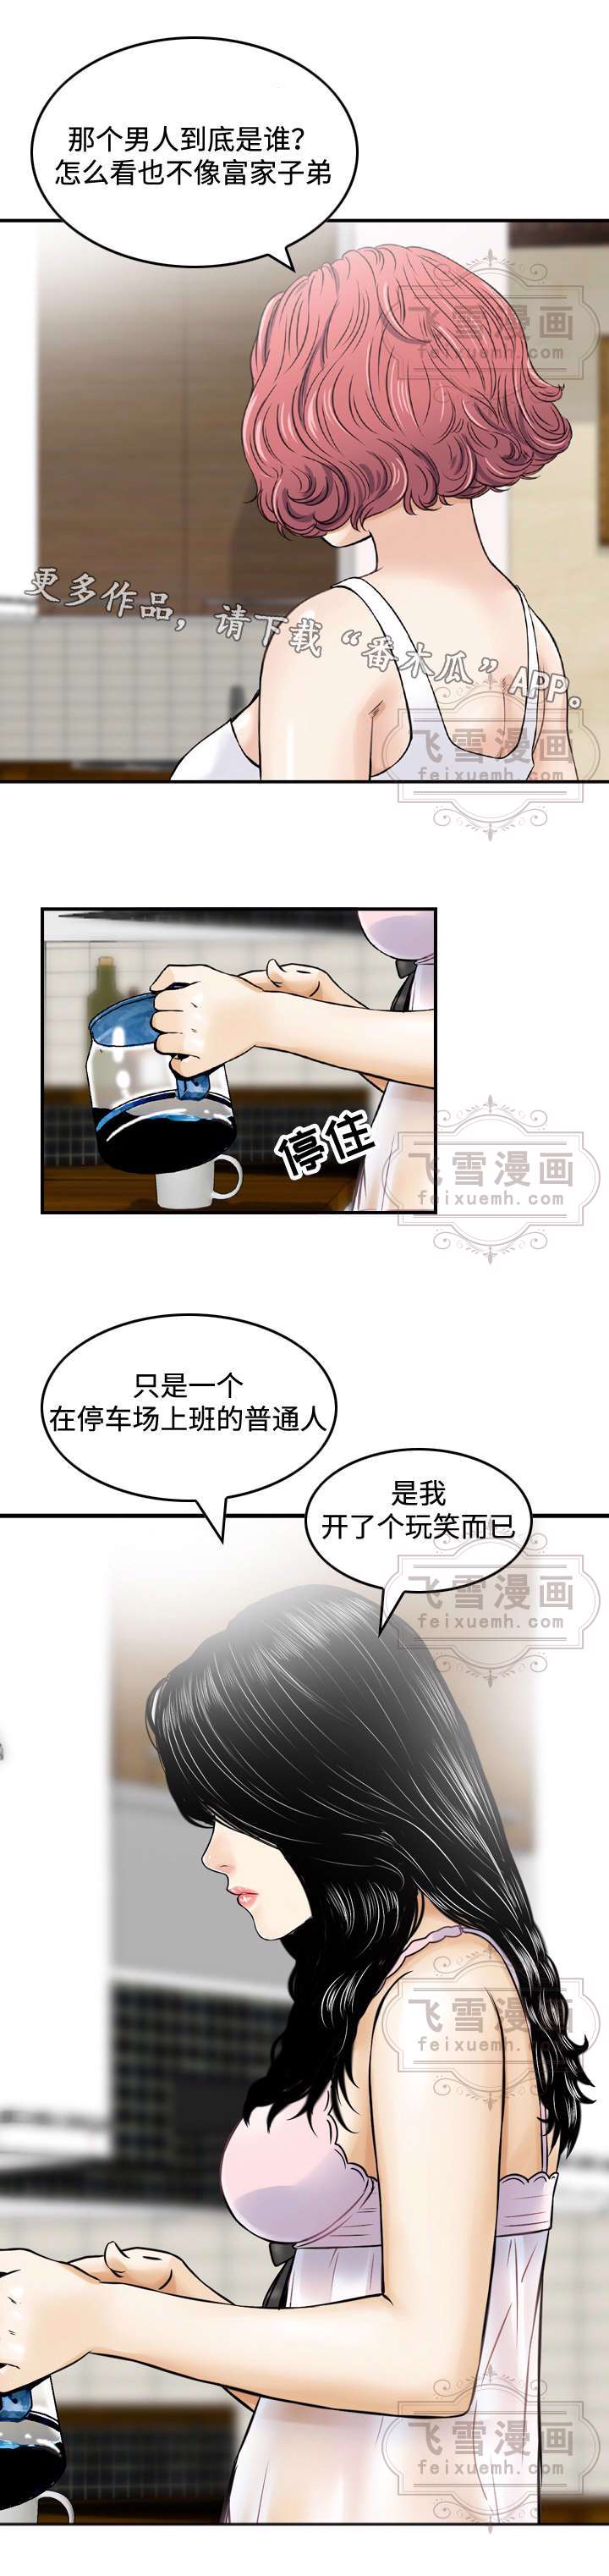 那个男人到底是谁？
怎么看也不像富家子弟
飞雪漫画
feixuemh.com
更多作品，请下载“番木瓜”APP。
飞雪漫画
feixuemh.com
停住
飞雪漫画
feixuemh.com
只是一个
在停车场上班的普通人
是我
开了个玩笑而已
飞雪漫画
feixuemh.com
飞雪漫画
feixuemh.com
飞雪漫画
feixuemh.com